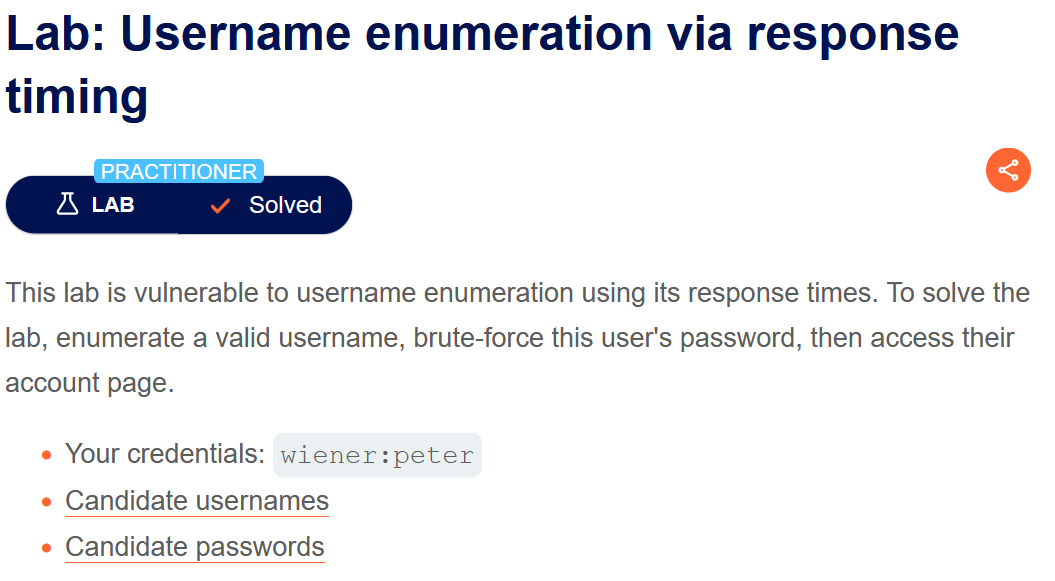 Lab: Username enumeration via response
timing
PRACTITIONER
LAB Solved
This lab is vulnerable to username enumeration using its response times. To solve the
lab, enumerate a valid username, brute-force this user's password, then access their
account page.
Your credentials: wiener:peter
Candidate usernames
Candidate passwords